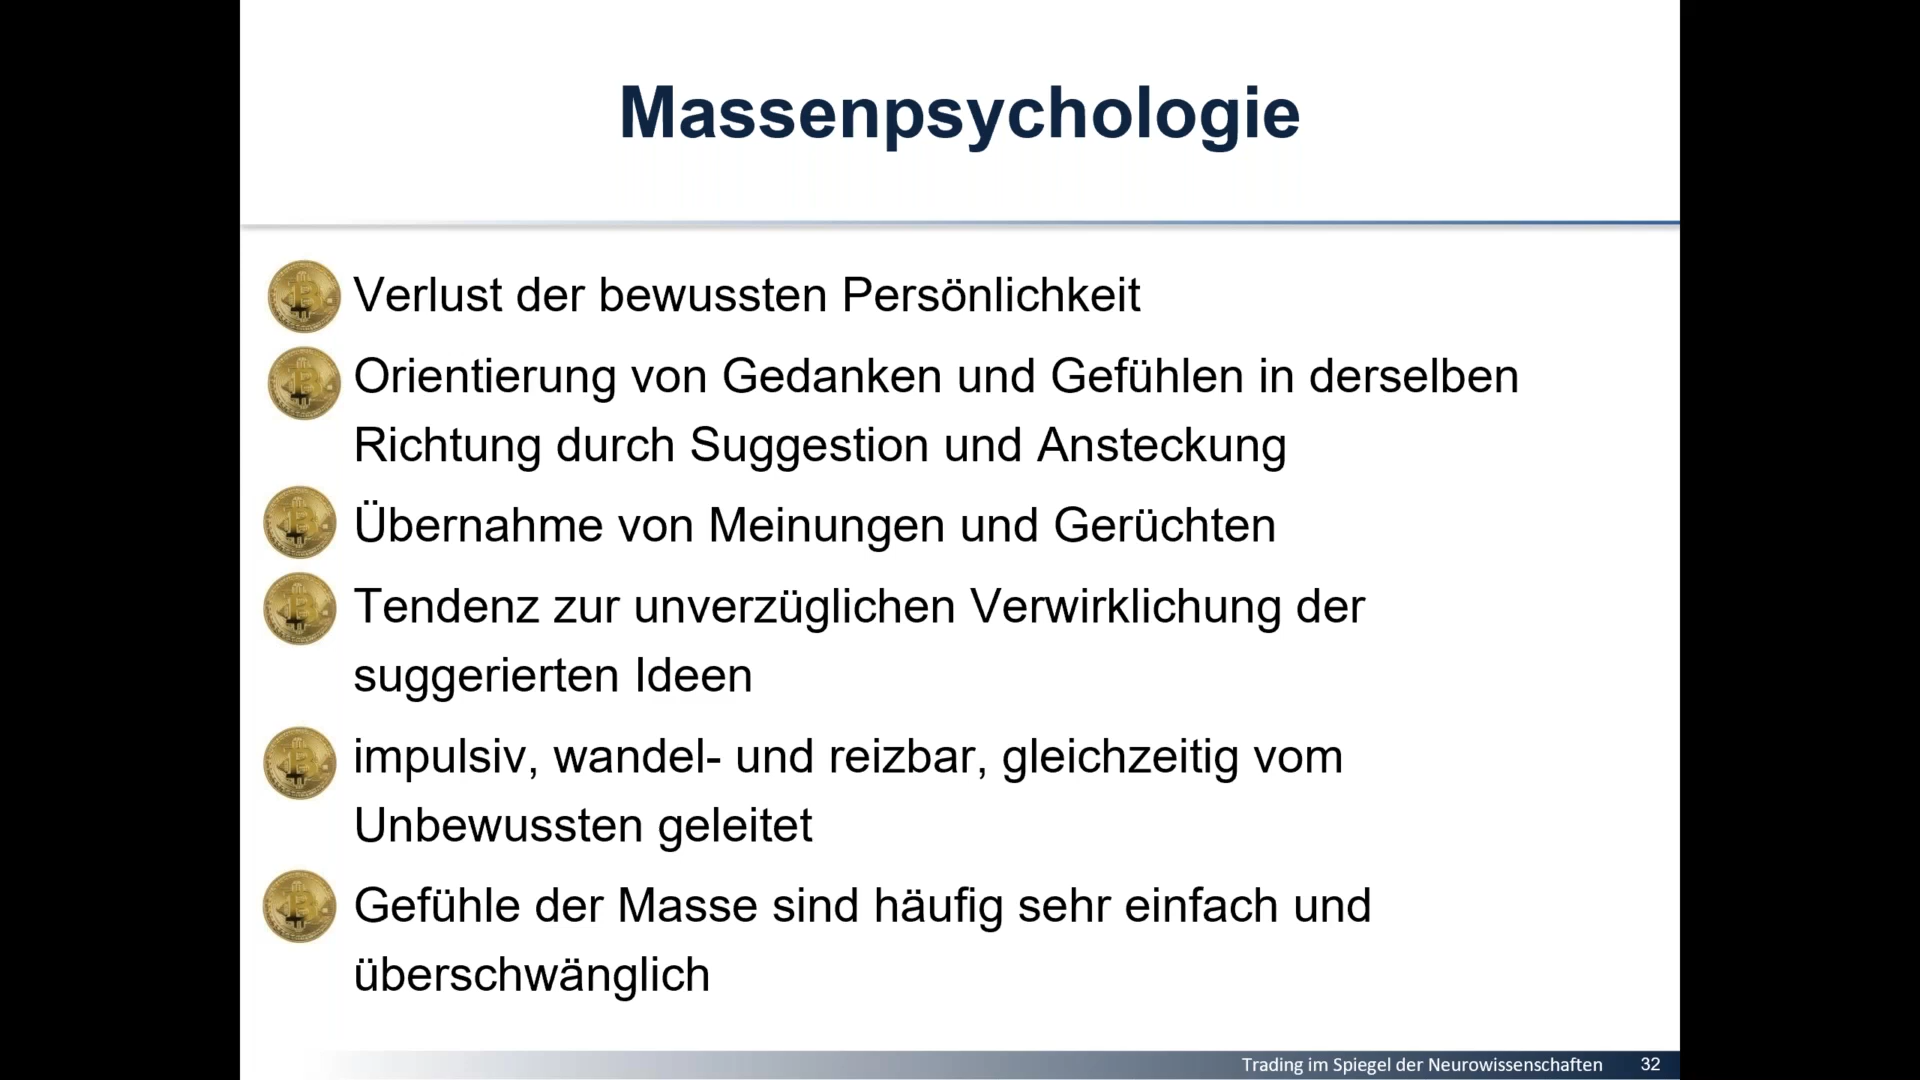 Massenpsychologie
Verlust der bewussten Persönlichkeit
Orientierung von Gedanken und Gefühlen in derselben
Richtung durch Suggestion und Ansteckung
Übernahme von Meinungen und Gerüchten
Tendenz zur unverzüglichen Verwirklichung der
suggerierten Ideen
impulsiv, wandel- und reizbar, gleichzeitig vom
Unbewussten geleitet
Gefühle der Masse sind häufig sehr einfach und
überschwänglich
Trading im Spiegel der Neurowissenschaften 32